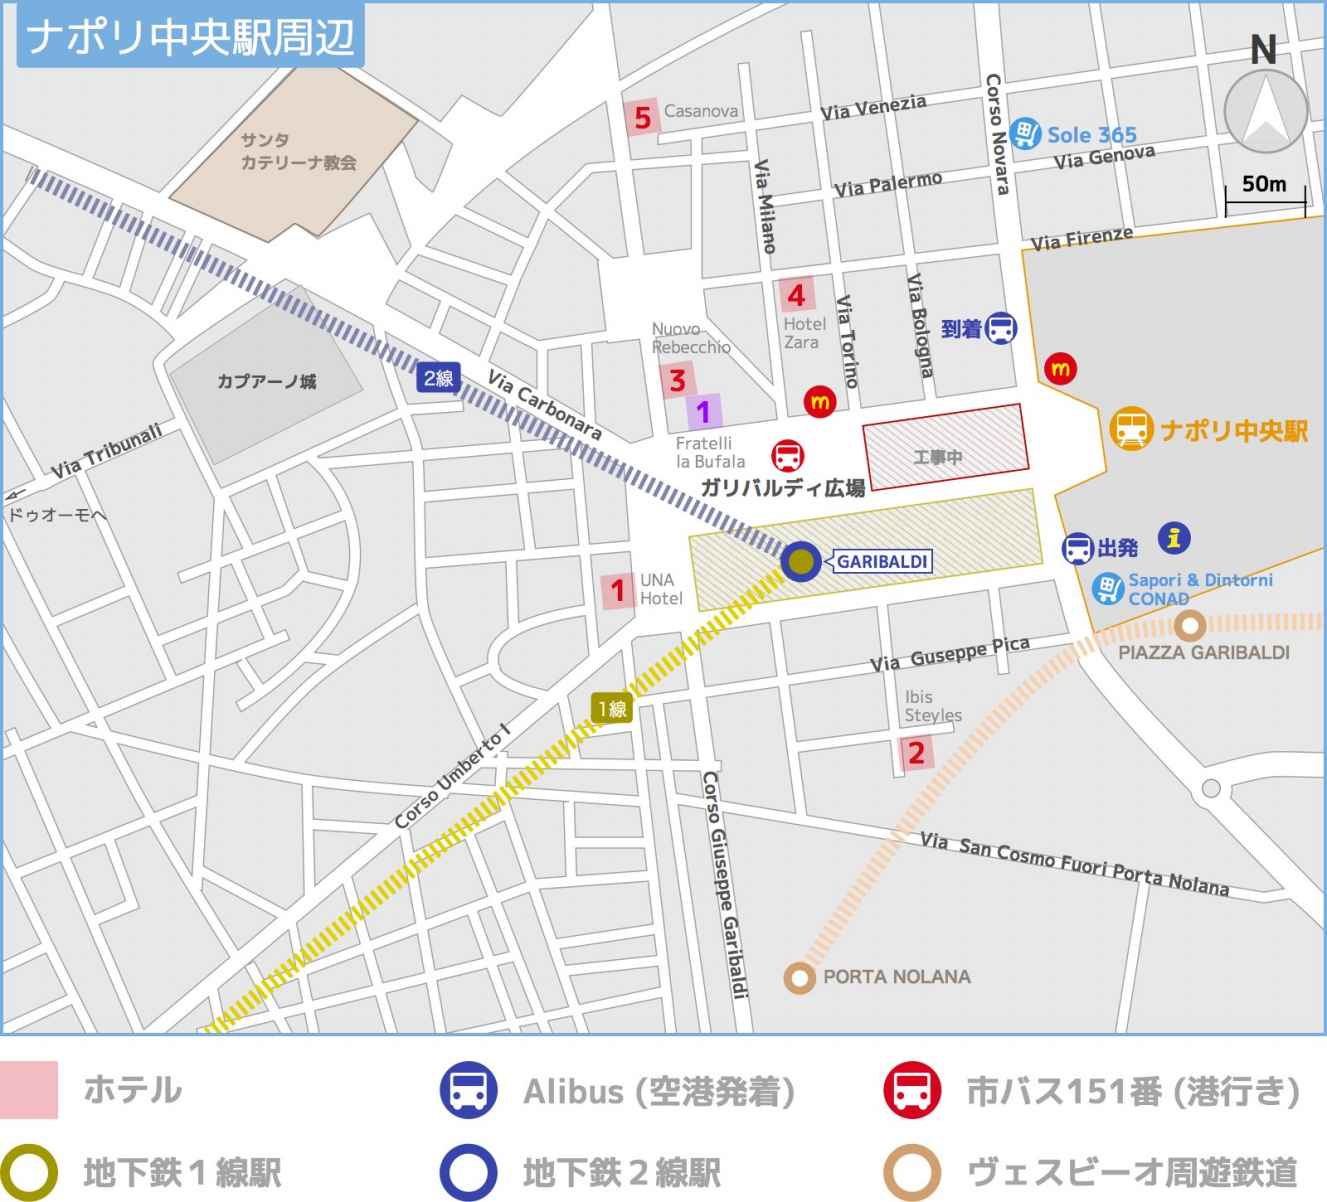 ナポリ中央駅周辺
N
50m
サンタ
カテリーナ教会
5
Casanova
Via Venezia
Corso Novara
Sole 365
Via Genova
Via Milano
Via Palermo
Via Firenze
4
Hotel
Zara
Via Torino
Via Bologna
到着
Nuovo
Rebecchio
カプアーノ城
2線
Via Carbonara
3
1
m
m
ナポリ中央駅
Fratelli
la Bufala
工事中
Via Tribunali
ドゥオーモへ
ガリバルディ広場
GARIBALDI
出発
i
1
UNA
Hotel
Sapori & Dintorni
CONAD
PIAZZA GARIBALDI
Via Guseppe Pica
1線
Ibis
Steyles
2
Corso Umberto I
Corso Giuseppe Garibaldi
Via San Cosmo Fuori Porta Nolana
PORTA NOLANA
ホテル
Alibus (空港発着)
市バス151番 (港行き)
地下鉄１線駅
地下鉄２線駅
ヴェスビーオ周遊鉄道